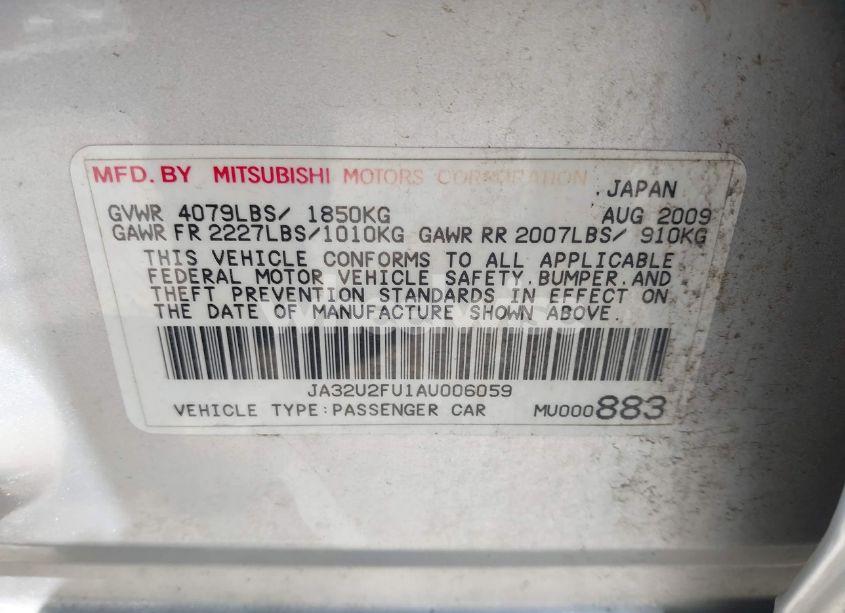 MFD. BY MITSUBISHI MOTORS CORPORATION
. JAPAN
GVWR 4079LBS/ 1850KG AUG 2009
GAWR FR 2227LBS/1010KG GAWR RR 2007LBS/ 910KG
THIS VEHICLE CONFORMS TO ALL APPLICABLE
FEDERAL MOTOR VEHICLE SAFETY.BUMPER.AND
THEFT PREVENTION STANDARDS IN EFFECT ON
THE DATE OF MANUFACTURE SHOWN ABOVE.
JA32U2FU1AU006059
VEHICLE TYPE:PASSENGER CAR MU000883